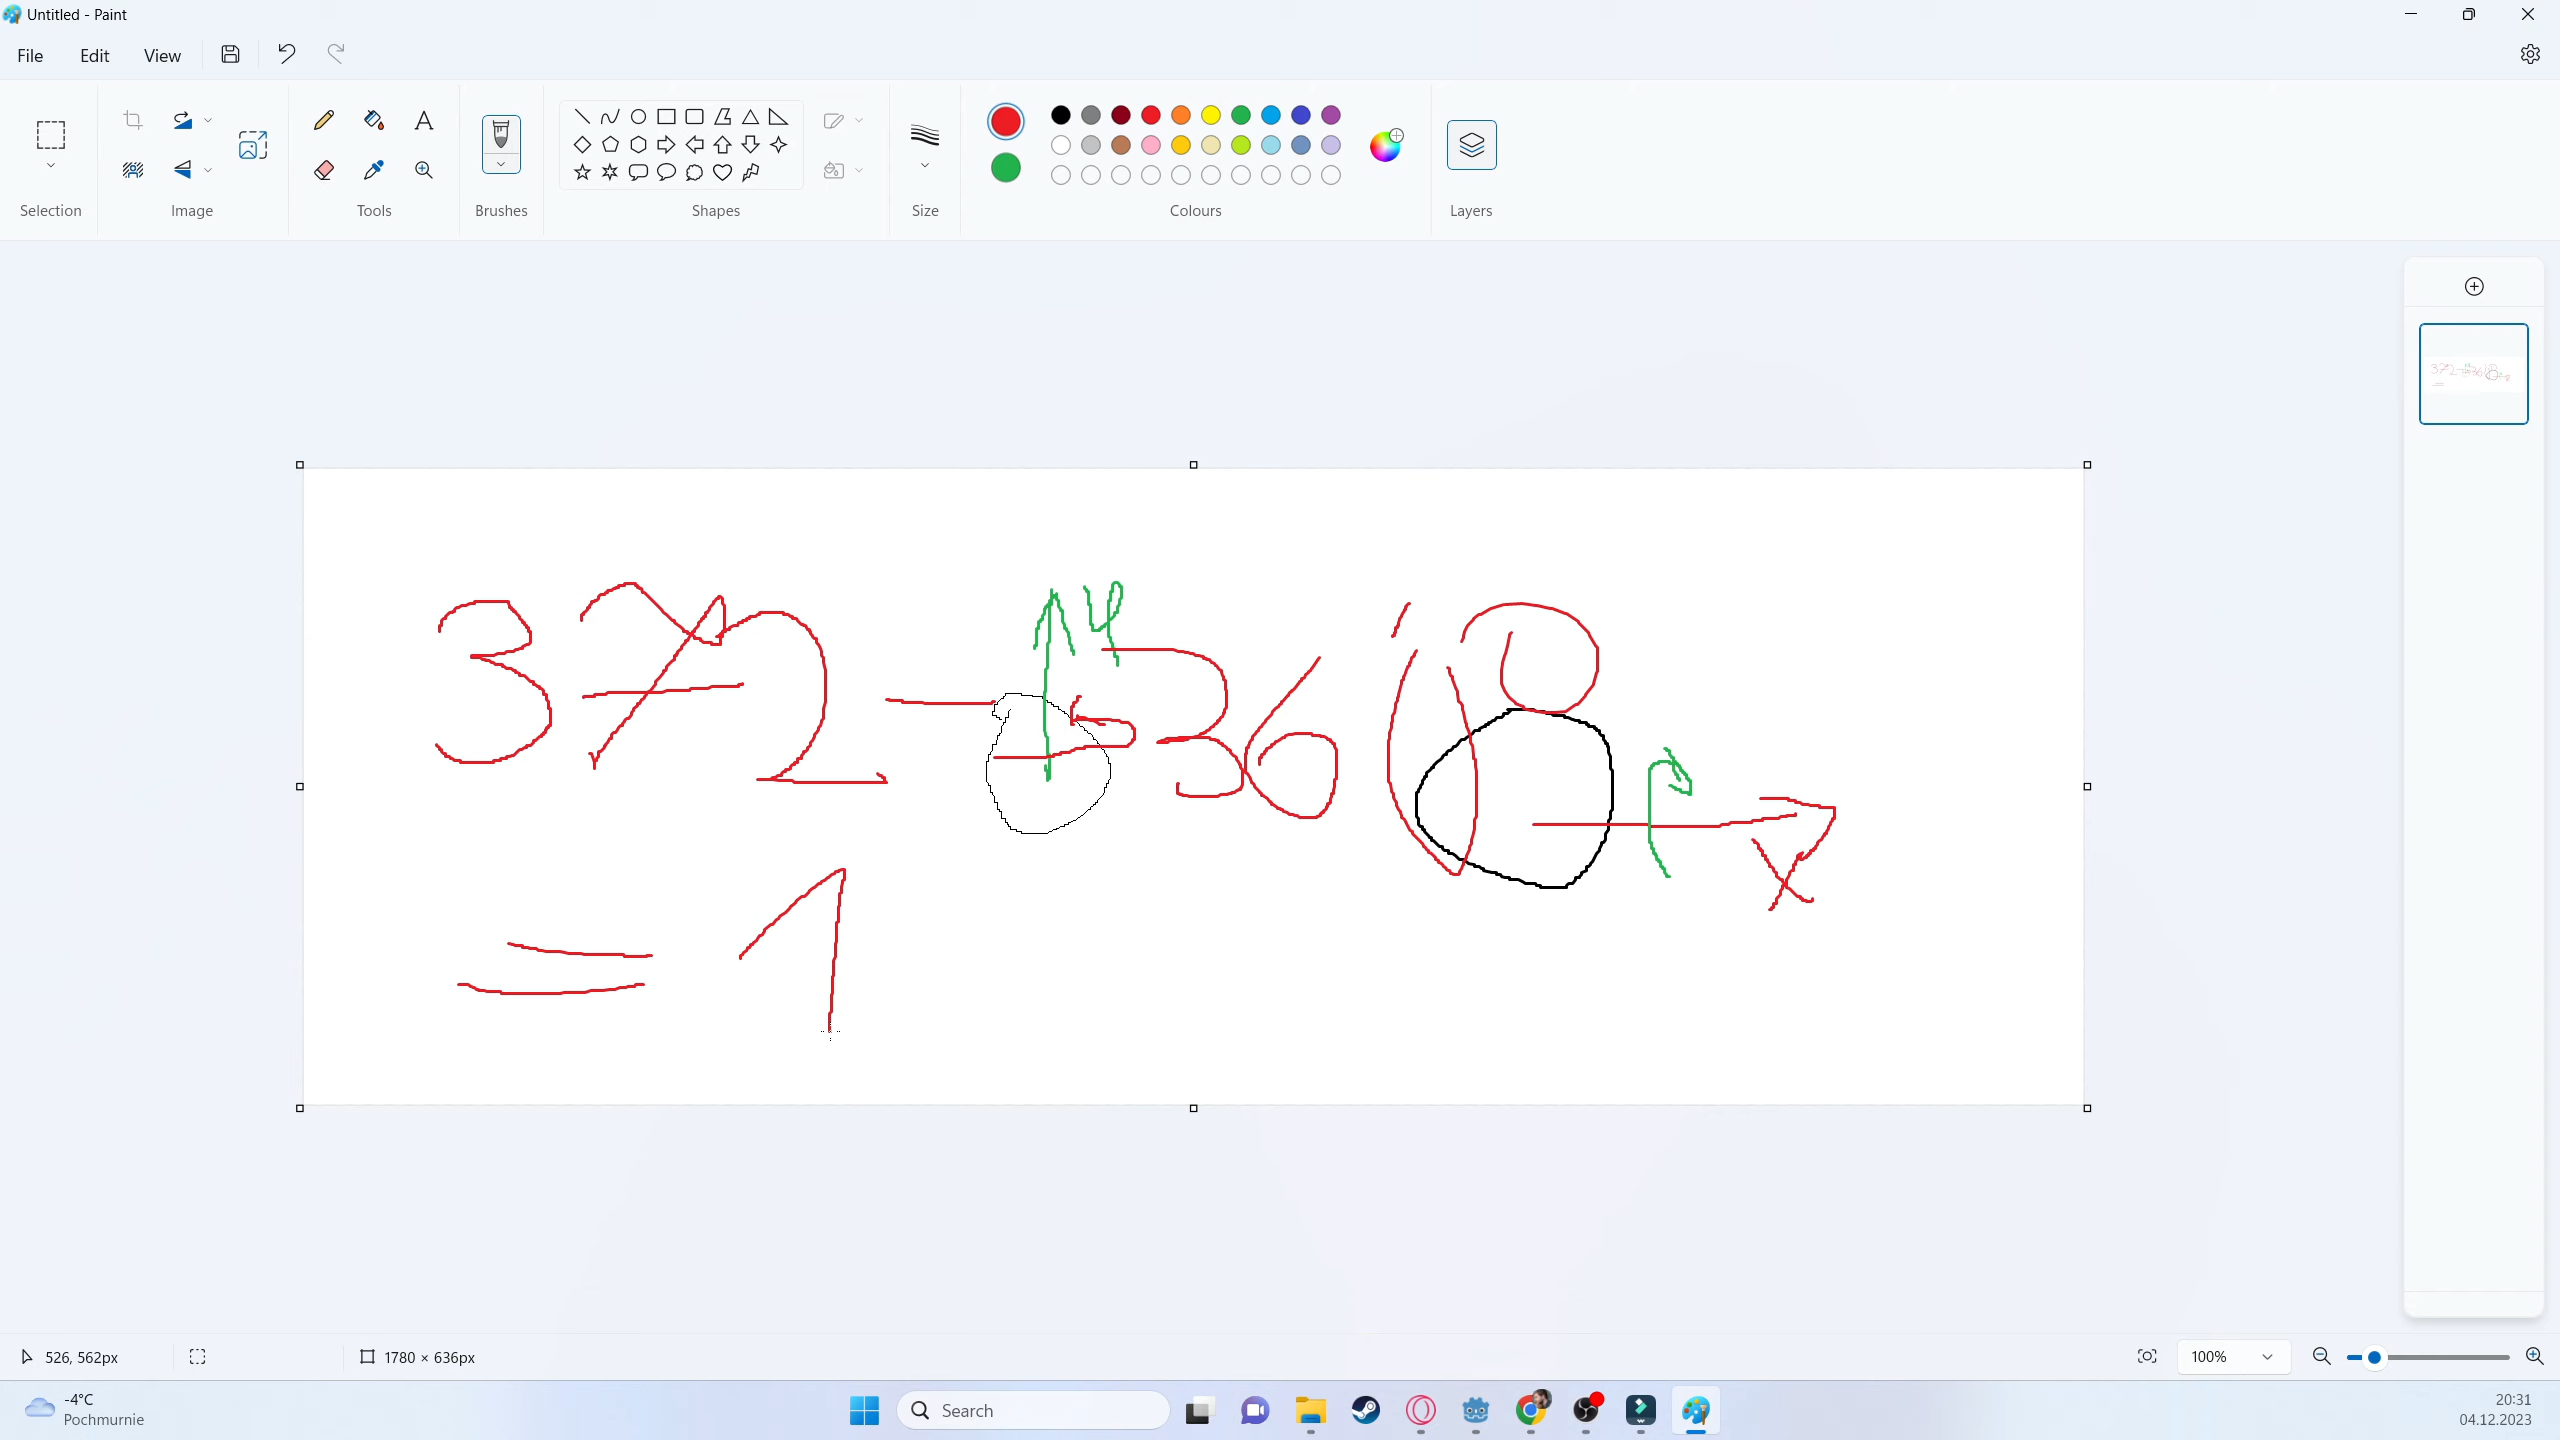 Untitled - Paint
File Edit View
Selection Image Tools Brushes Shapes Size Colours Layers
y
372 - 360
= 1
x
526, 562px 1780 × 636px 100%
-4°C Search 20:31
Pochmurnie 04.12.2023